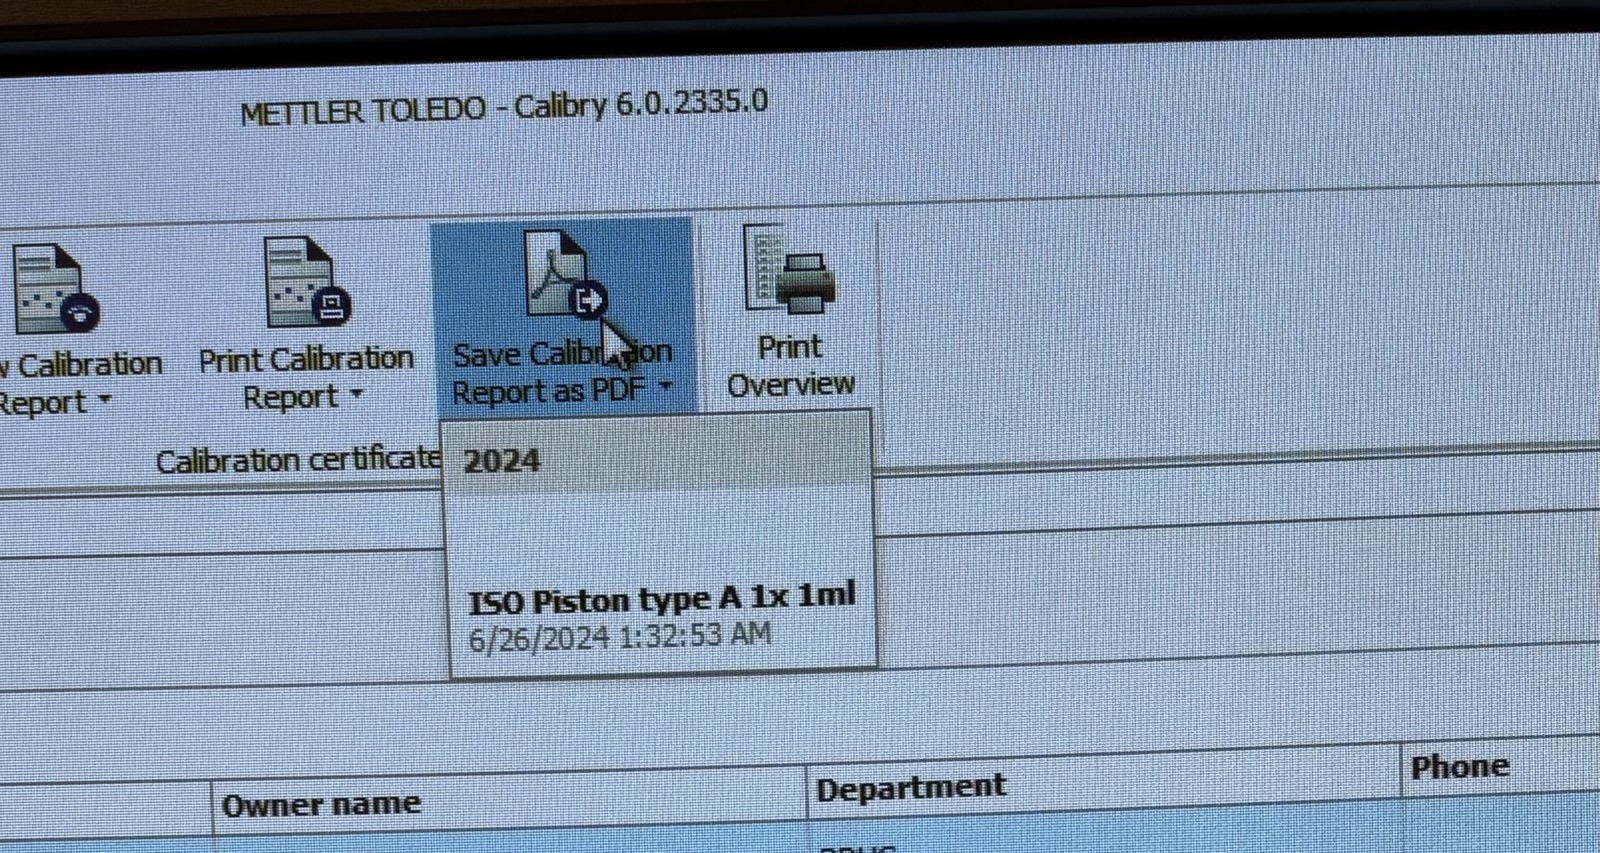 METTLER TOLEDO - Calibry 6.0.2335.0
Calibration
Report
Print Calibration
Report
Save Calibration
Report as PDF
Print
Overview
Calibration certificate
2024
ISO Piston type A 1x 1ml
6/26/2024 1:32:53 AM
Owner name
Department
Phone